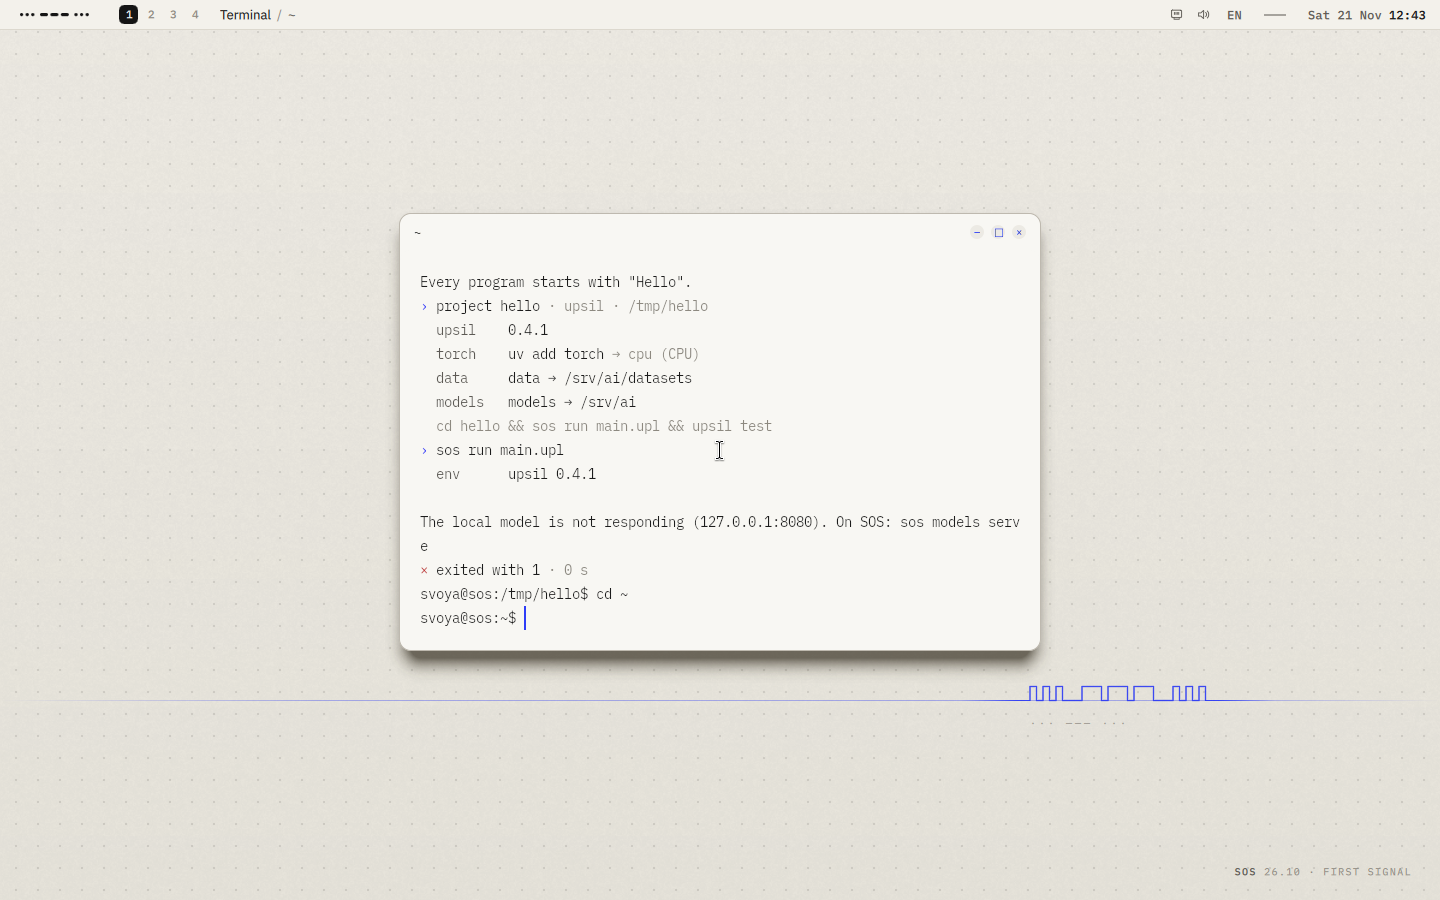 1 2 3 4 Terminal / ~
EN
Sat 21 Nov 12:43
~
Every program starts with "Hello".
› project hello · upsil · /tmp/hello
upsil 0.4.1
torch uv add torch → cpu (CPU)
data data → /srv/ai/datasets
models models → /srv/ai
cd hello && sos run main.upl && upsil test
› sos run main.upl
env upsil 0.4.1
The local model is not responding (127.0.0.1:8080). On SOS: sos models serv
e
× exited with 1 · 0 s
svoya@sos:/tmp/hello$ cd ~
svoya@sos:~$
··· ——— ···
SOS 26.10 · FIRST SIGNAL